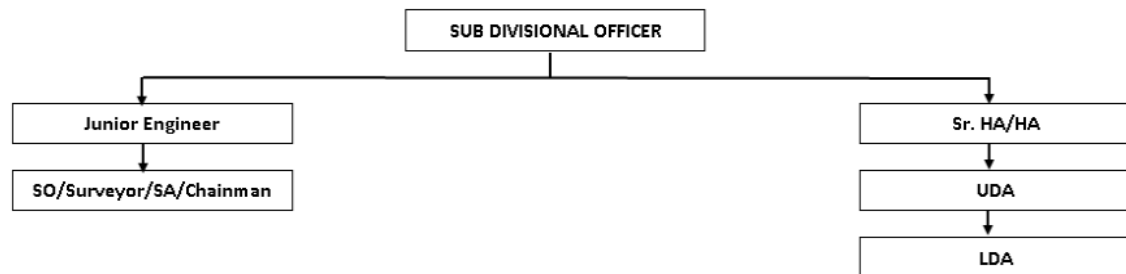 SUB DIVISIONAL OFFICER
Junior Engineer
Sr. HA/HA
SO/Surveyor/SA/Chainman
UDA
LDA